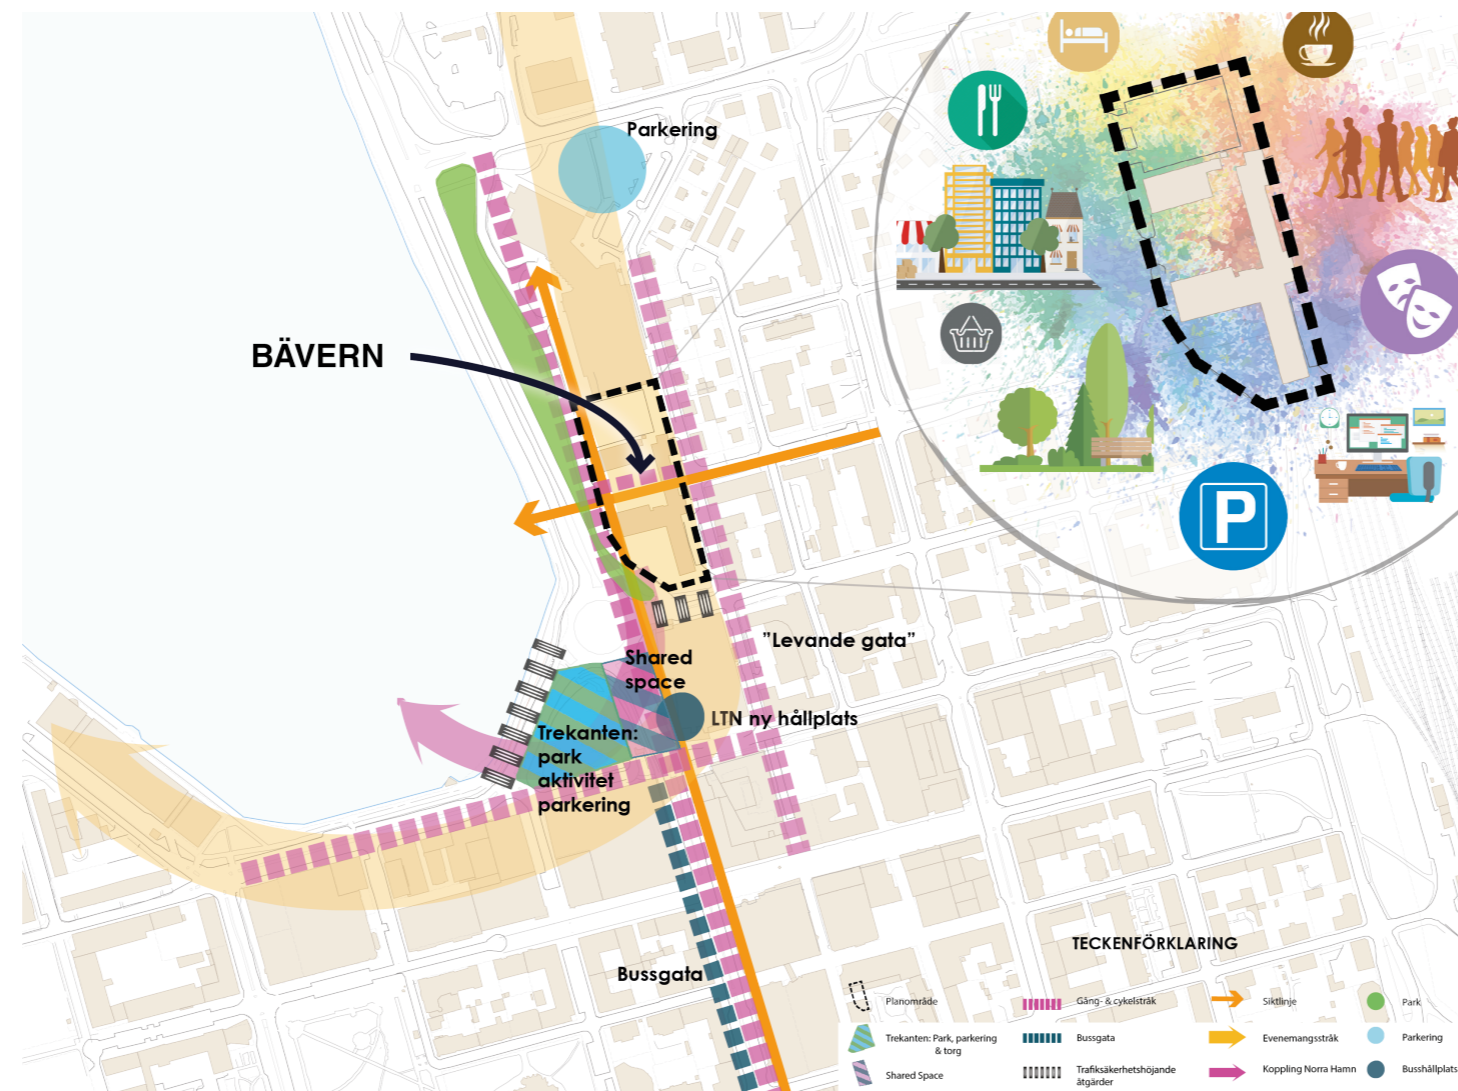 Parkering
BÄVERN
P
"Levande gata"
Shared
space
LTN ny hållplats
Trekanten:
park
aktivitet
parkering
Bussgata
TECKENFÖRKLARING
Planområde
Gång- & cykelstråk
Siktlinje
Park
Trekanten: Park, parkering
& torg
Bussgata
Evenemangsstråk
Parkering
Shared Space
Trafiksäkerhetshöjande
åtgärder
Koppling Norra Hamn
Busshållplats